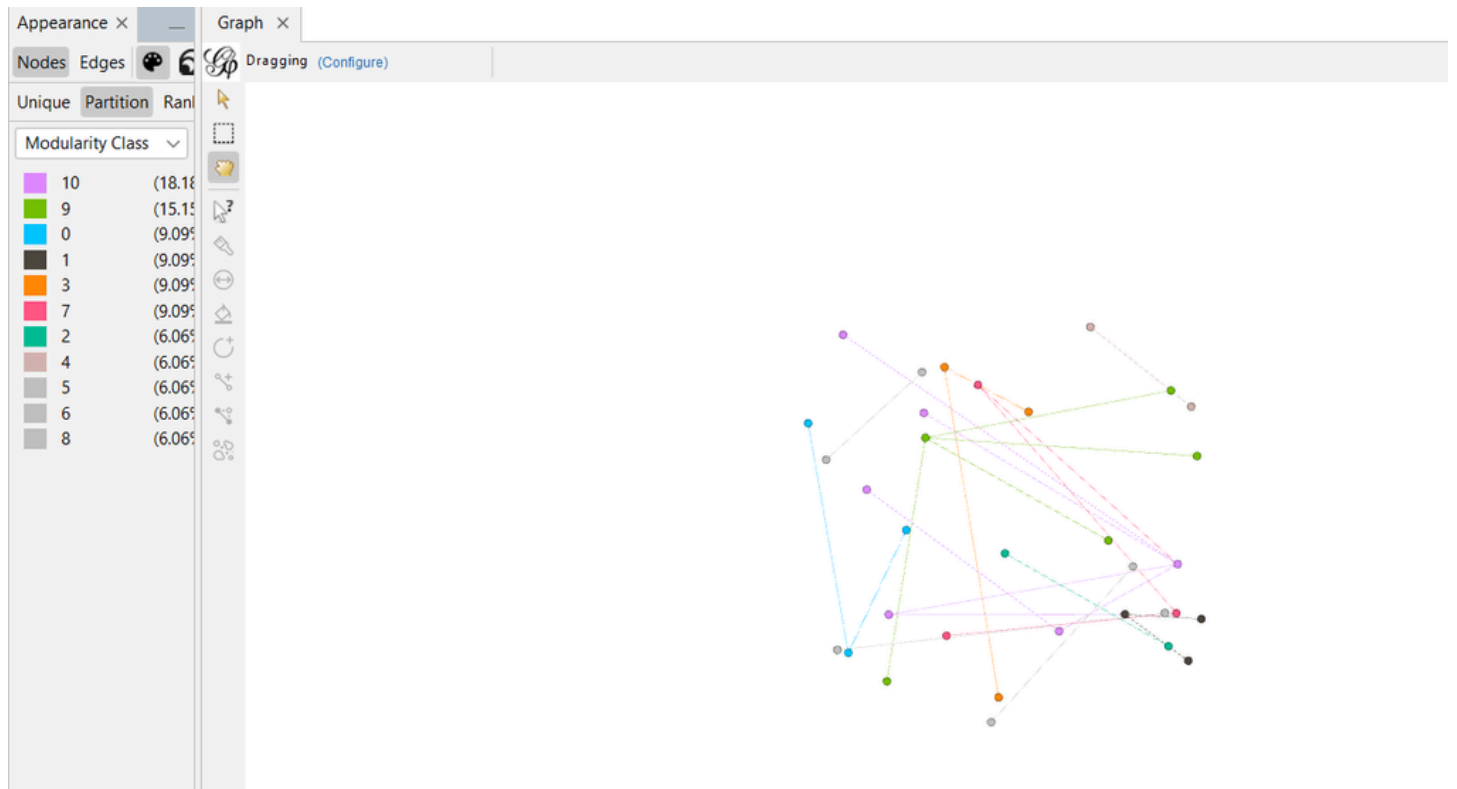 Appearance Graph
Nodes Edges Dragging (Configure)
Unique Partition
Modularity Class
10 (18.18
9 (15.15
0 (9.09
1 (9.09
3 (9.09
7 (9.09
2 (6.06
4 (6.06
5 (6.06
6 (6.06
8 (6.06